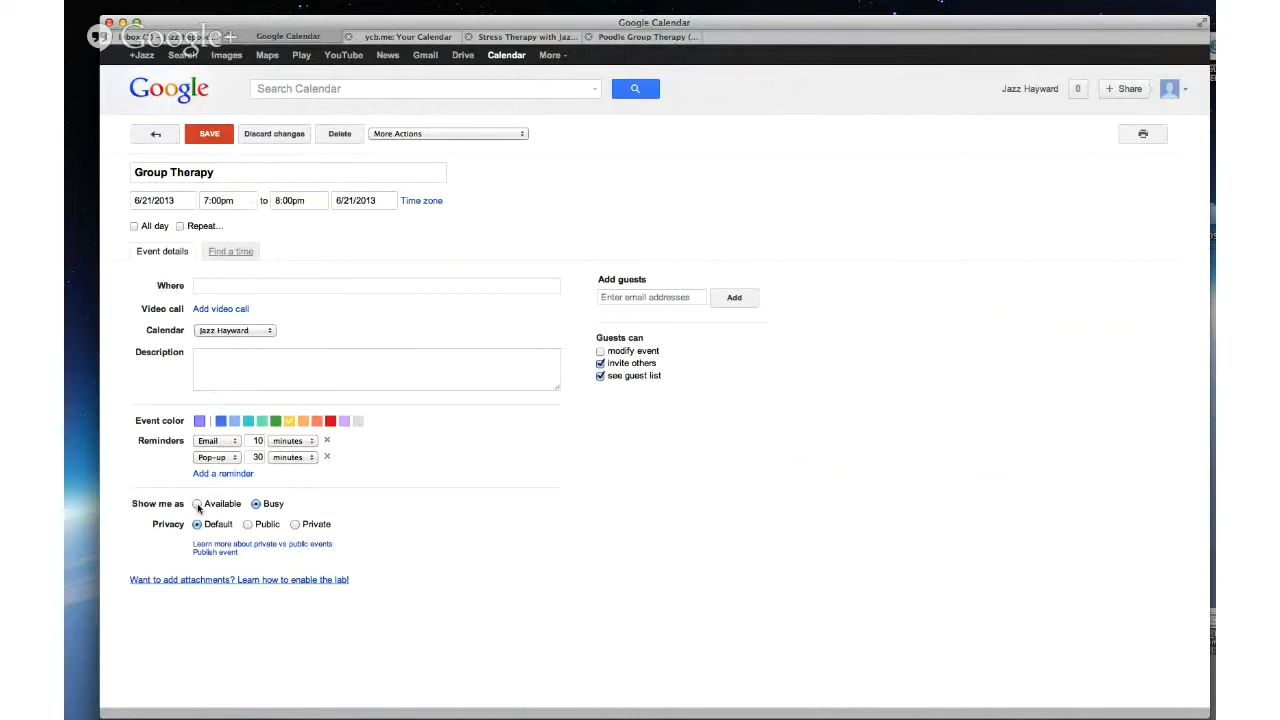 Google Calendar
Google+
Google Calendar
ycb.me: Your Calendar
Stress Therapy with Jaz...
Poodle Group Therapy (...
+Jazz Search Images Maps Play YouTube News Gmail Drive Calendar More
Google
Search Calendar
Jazz Hayward
0
+ Share
SAVE
Discard changes
Delete
More Actions
Group Therapy
6/21/2013 7:00pm to 8:00pm 6/21/2013 Time zone
All day Repeat...
Event details Find a time
Where
Video call Add video call
Calendar Jazz Hayward
Description
Event color
Reminders Email 10 minutes ×
Pop-up 30 minutes ×
Add a reminder
Show me as Available Busy
Privacy Default Public Private
Learn more about private vs public events
Publish event
Want to add attachments? Learn how to enable the lab!
Add guests
Enter email addresses Add
Guests can
modify event
invite others
see guest list